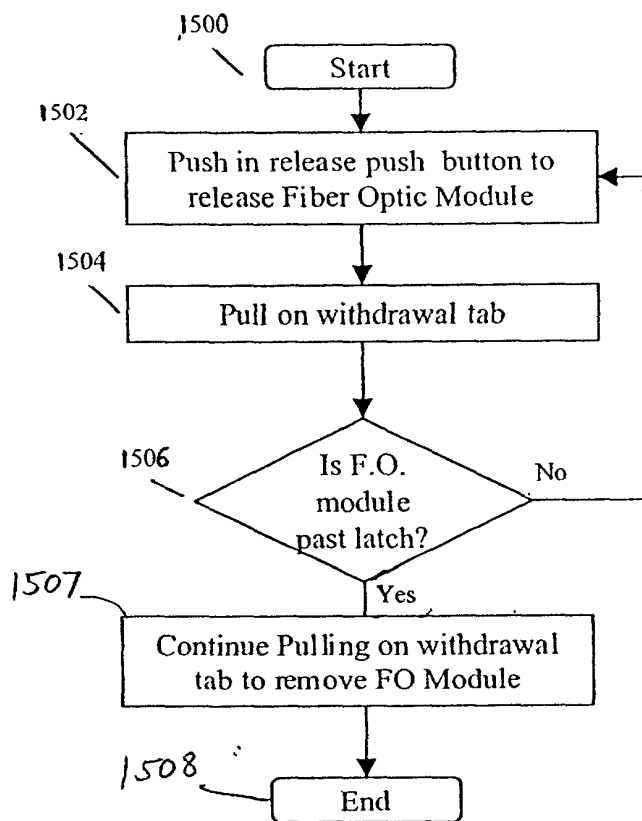 1500
Start
1502
Push in release push button to
release Fiber Optic Module
1504
Pull on withdrawal tab
1506
Is F.O.
module
past latch?
No
Yes
1507
Continue Pulling on withdrawal
tab to remove FO Module
1508
End